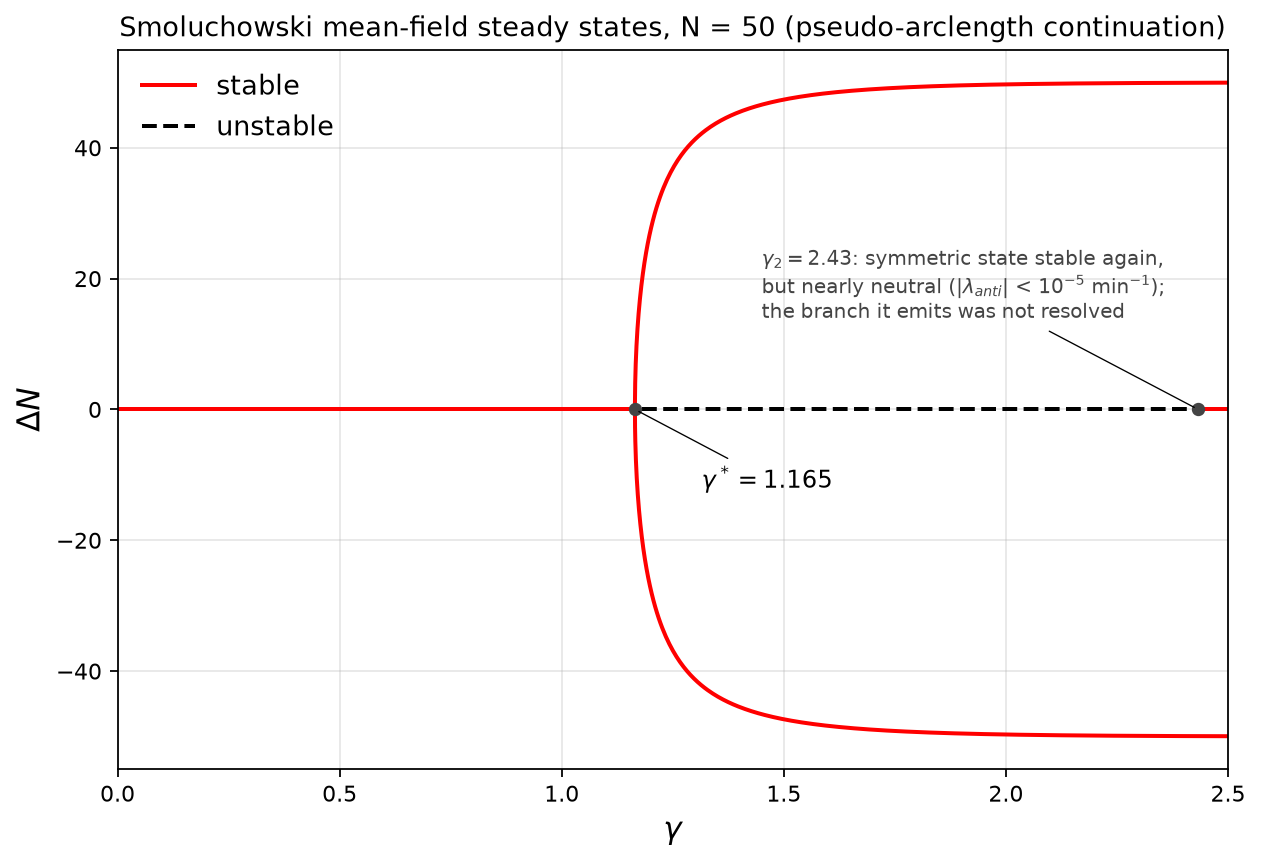 Smoluchowski mean-field steady states, N = 50 (pseudo-arclength continuation)
stable
unstable
40
20
0
−20
−40
ΔN
γ₂ = 2.43: symmetric state stable again,
but nearly neutral (|λ_anti| < 10⁻⁵ min⁻¹);
the branch it emits was not resolved
γ* = 1.165
0.0 0.5 1.0 1.5 2.0 2.5
γ